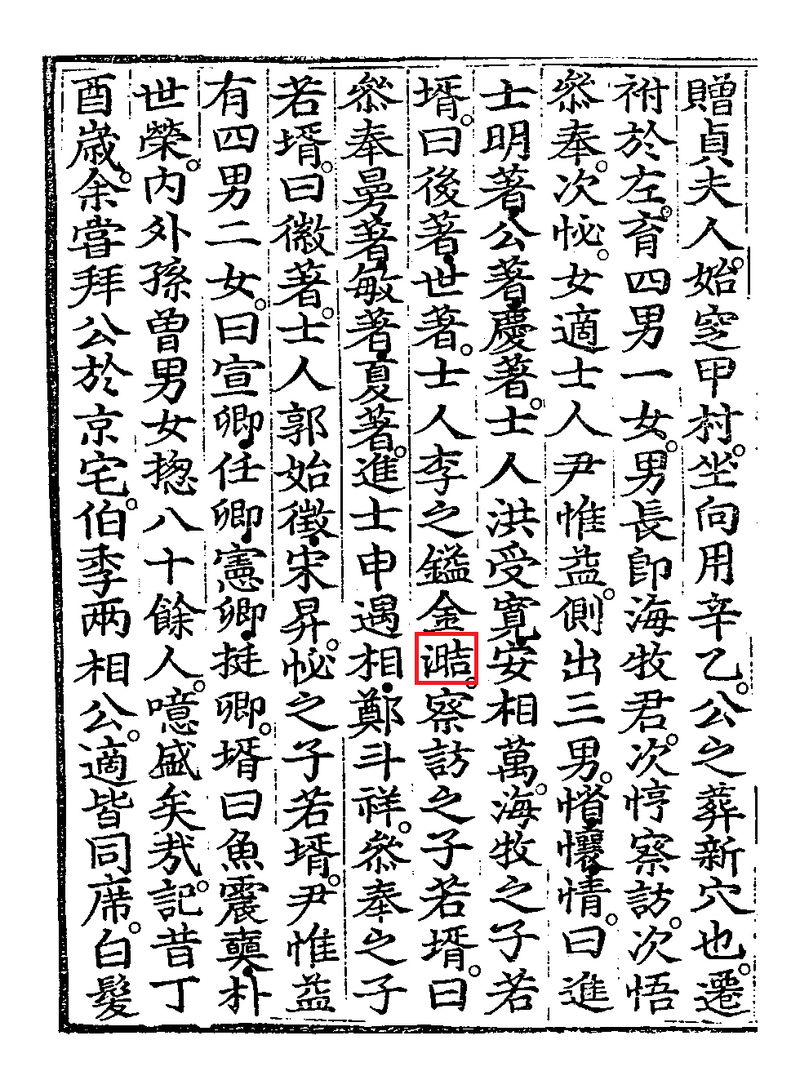 贈貞夫人。始窆甲村。坐向用辛乙。公之葬新穴也。遷
祔於左。育四男一女。男長卽海牧君。次悙察訪。次悟
叅奉。次怭。女適士人尹惟益。側出三男。㥠懹情。曰進
士明著公著慶著。士人洪受寬安相萬。海牧之子若
壻。曰後著世著。士人李之鎰金。察訪之子若壻。曰
叅奉曼著敏著夏著。進士申遇相鄭斗祥。叅奉之子
若壻。曰徽著。士人郭始徵宋昇。怭之子若壻。尹惟益
有四男二女。曰宣卿任卿憲卿挺卿。壻曰魚震奭朴
世榮。內外孫曾男女揔八十餘人。噫盛矣㢤。記昔丁
酉歲。余嘗拜公於京宅。伯季兩相公。適皆同席。白髮